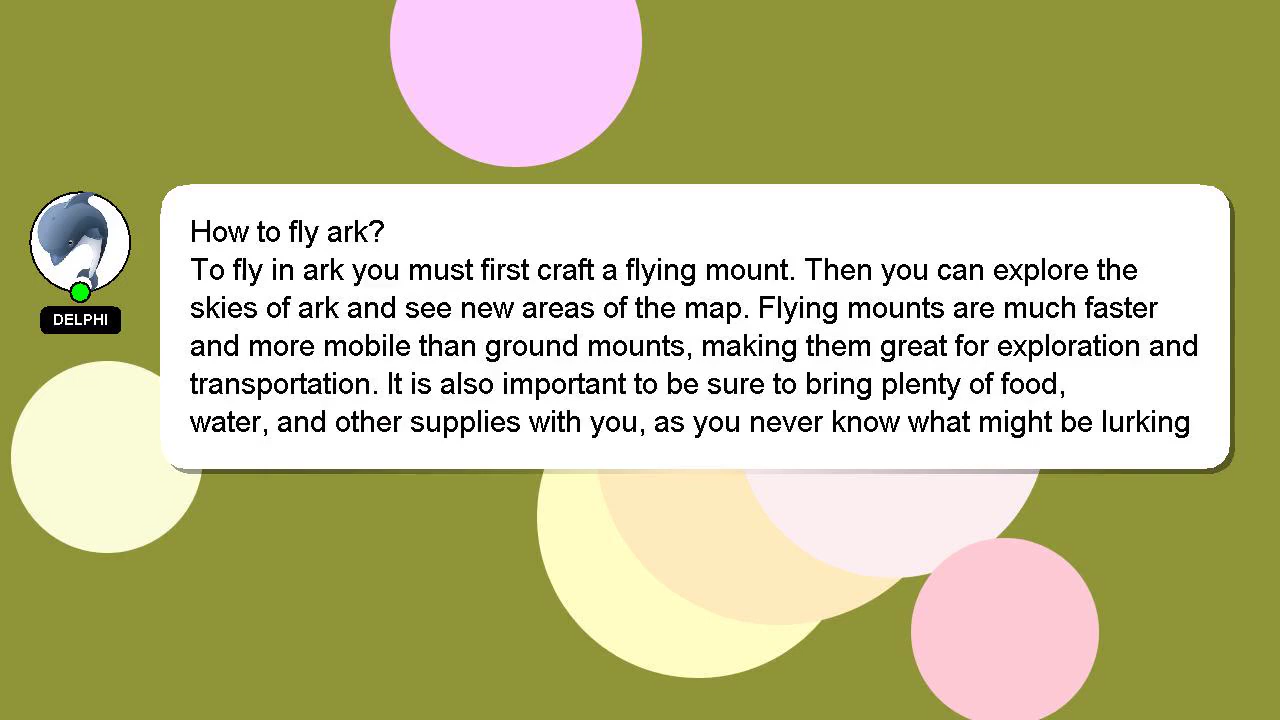 How to fly ark?
To fly in ark you must first craft a flying mount. Then you can explore the
skies of ark and see new areas of the map. Flying mounts are much faster
and more mobile than ground mounts, making them great for exploration and
transportation. It is also important to be sure to bring plenty of food,
water, and other supplies with you, as you never know what might be lurking
DELPHI